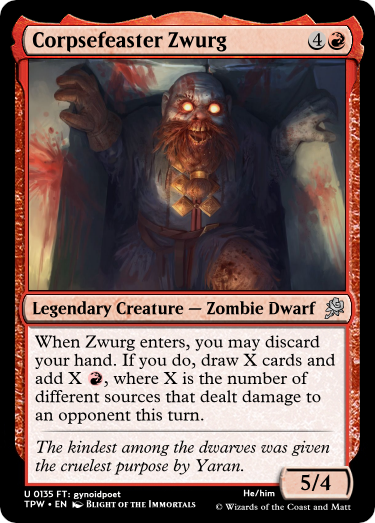 Corpsefeaster Zwurg 4
Legendary Creature — Zombie Dwarf
When Zwurg enters, you may discard
your hand. If you do, draw X cards and
add X , where X is the number of
different sources that dealt damage to
an opponent this turn.
The kindest among the dwarves was given
the cruelest purpose by Yaran.
5/4
U 0135 FT: gynoidpoet He/him
TPW • EN Blight of the Immortals © Wizards of the Coast and Matt